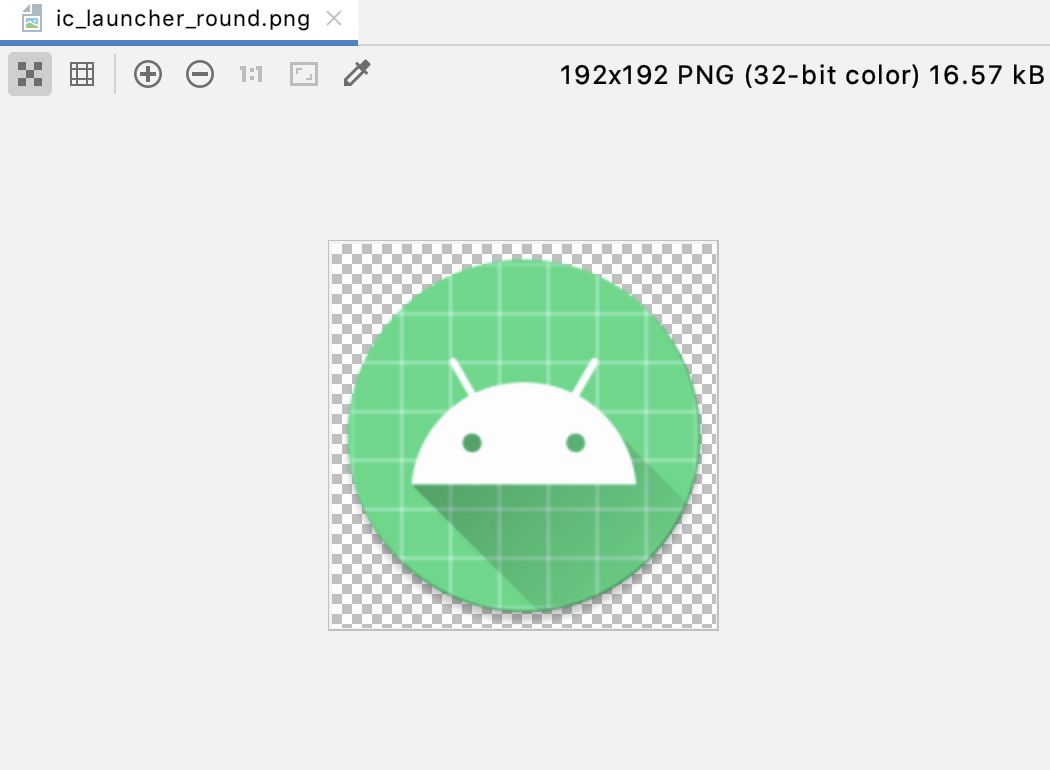 ic_launcher_round.png
1:1
192x192 PNG (32-bit color) 16.57 kB